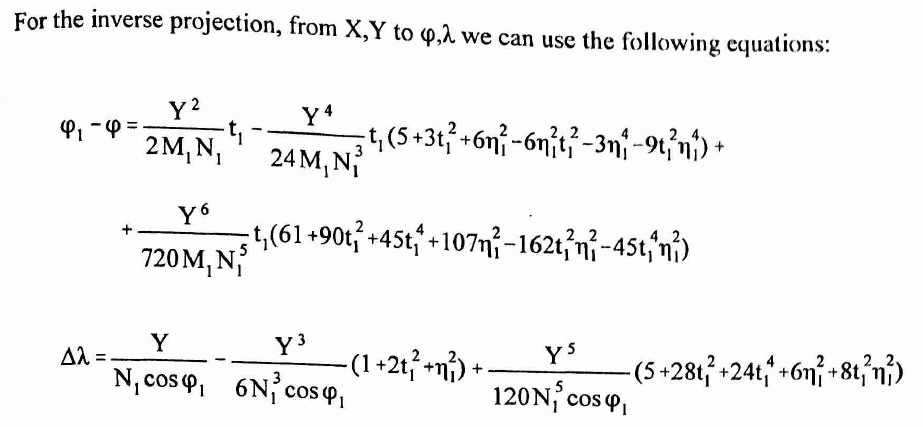 For the inverse projection, from X,Y to φ,λ we can use the following equations:
φ₁ - φ = Y²/(2M₁N₁) t₁ - Y⁴/(24M₁N₁³) t₁(5+3t₁²+6η₁²-6η₁²t₁²-3η₁⁴-9t₁²η₁⁴) +
+ Y⁶/(720M₁N₁⁵) t₁(61+90t₁²+45t₁⁴+107η₁²-162t₁²η₁²-45t₁⁴η₁²)
Δλ = Y/(N₁cosφ₁) - Y³/(6N₁³cosφ₁) (1+2t₁²+η₁²) + Y⁵/(120N₁⁵cosφ₁) (5+28t₁²+24t₁⁴+6η₁²+8t₁²η₁²)